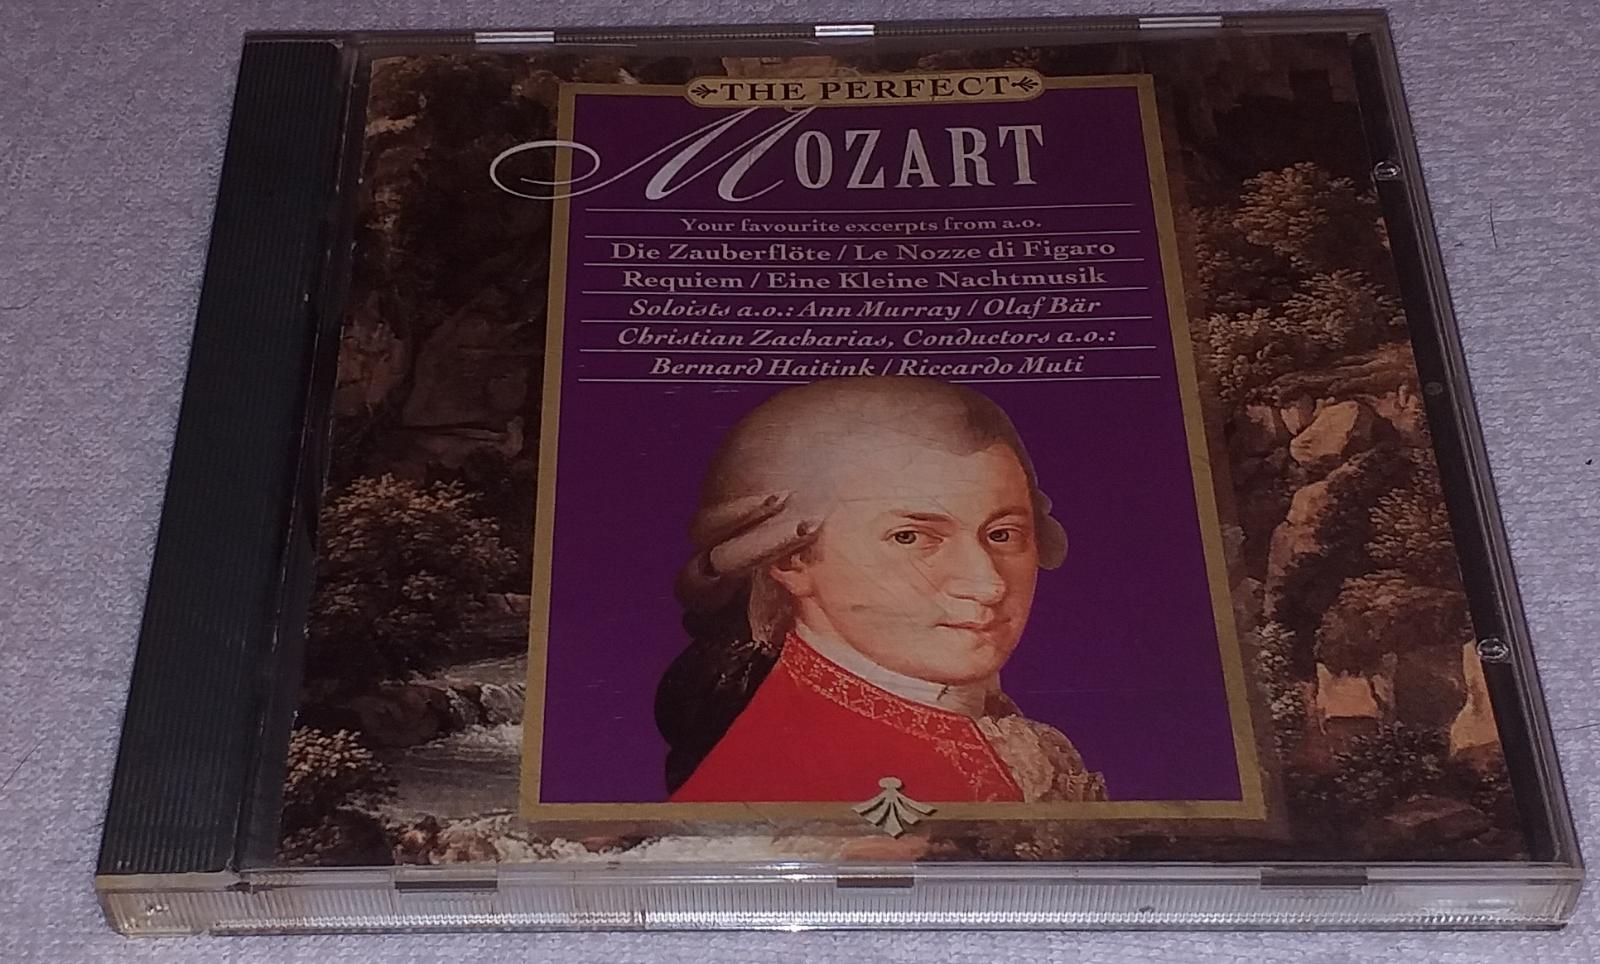 THE PERFECT
MOZART
Your favourite excerpts from a.o.
Die Zauberflöte / Le Nozze di Figaro
Requiem / Eine Kleine Nachtmusik
Soloists a.o.: Ann Murray / Olaf Bär
Christian Zacharias, Conductors a.o.:
Bernard Haitink / Riccardo Muti